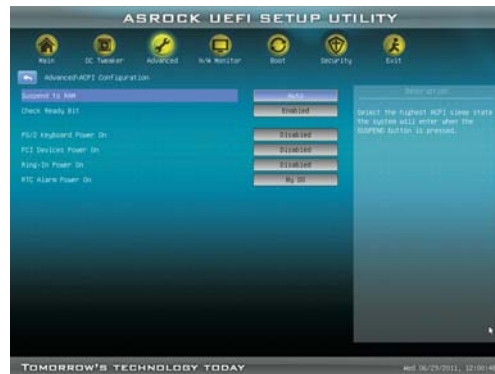 ASROCK UEFI SETUP UTILITY
Main OC Tweaker Advanced H/W Monitor Boot Security Exit
Advanced\ACPI Configuration
Suspend to RAM Auto
Check Ready Bit Enabled
PS/2 Keyboard Power On Disabled
PCI Devices Power On Disabled
Ring-In Power On Disabled
RTC Alarm Power On By OS
Description
Select the highest ACPI sleep state
the system will enter when the
SUSPEND button is pressed.
TOMORROW'S TECHNOLOGY TODAY
Wed 06/29/2011, 12:00:4